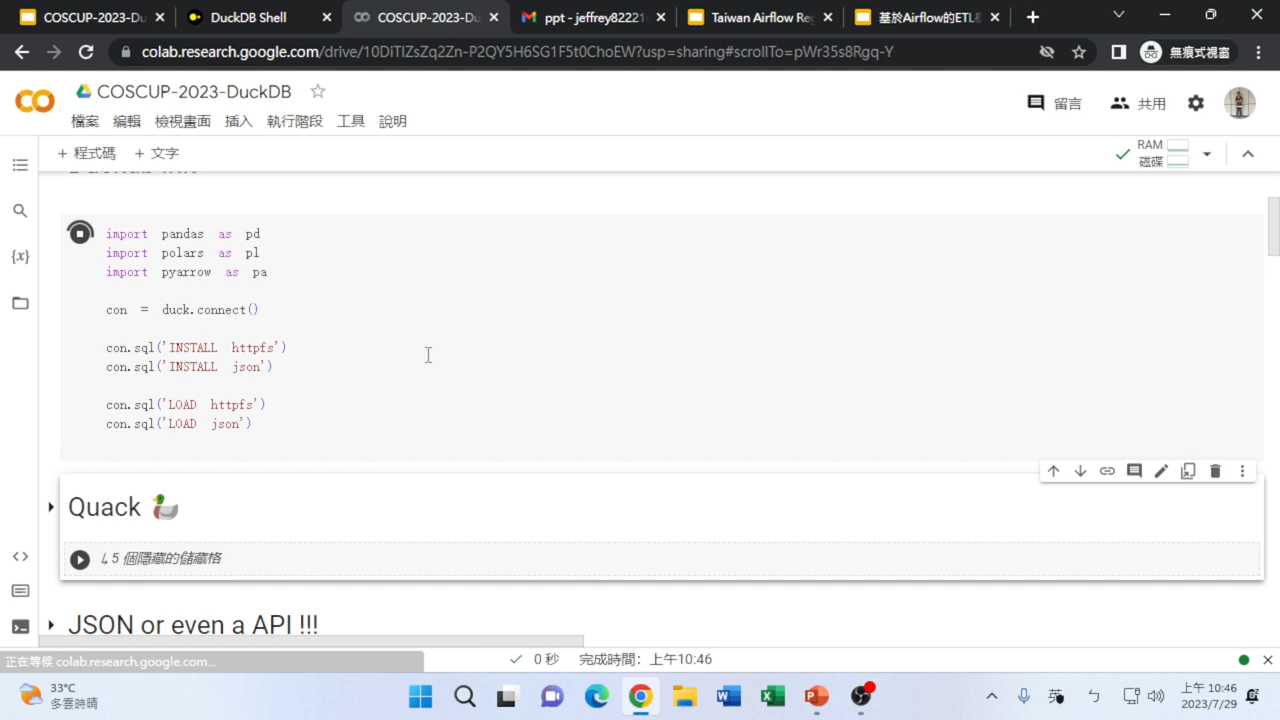 COSCUP-2023-Du
DuckDB Shell
COSCUP-2023-Du
ppt - jeffrey82221
Taiwan Airflow Re
基於Airflow的ETL
colab.research.google.com/drive/10DiTlZsZq2Zn-P2QY5H6SG1F5t0ChoEW?usp=sharing#scrollTo=pWr35s8Rgq-Y
無痕式視窗
COSCUP-2023-DuckDB
留言
共用
檔案 編輯 檢視畫面 插入 執行階段 工具 說明
+ 程式碼 + 文字
RAM
磁碟
import pandas as pd
import polars as pl
import pyarrow as pa
con = duck.connect()
con.sql('INSTALL httpfs')
con.sql('INSTALL json')
con.sql('LOAD httpfs')
con.sql('LOAD json')
Quack
↳ 5 個隱藏的儲藏格
JSON or even a API !!!
正在等候 colab.research.google.com...
0 秒 完成時間：上午10:46
33°C
多雲時晴
英
上午 10:46
2023/7/29